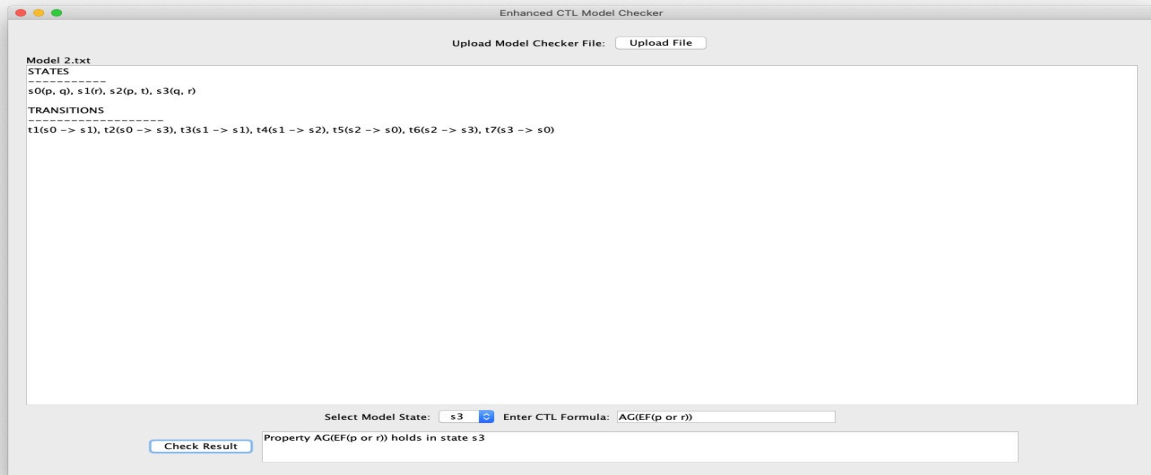 Enhanced CTL Model Checker
Upload Model Checker File: Upload File
Model 2.txt
STATES
-----------
s0(p, q), s1(r), s2(p, t), s3(q, r)
TRANSITIONS
-------------------
t1(s0 -> s1), t2(s0 -> s3), t3(s1 -> s1), t4(s1 -> s2), t5(s2 -> s0), t6(s2 -> s3), t7(s3 -> s0)
Select Model State: s3 Enter CTL Formula: AG(EF(p or r))
Check Result Property AG(EF(p or r)) holds in state s3